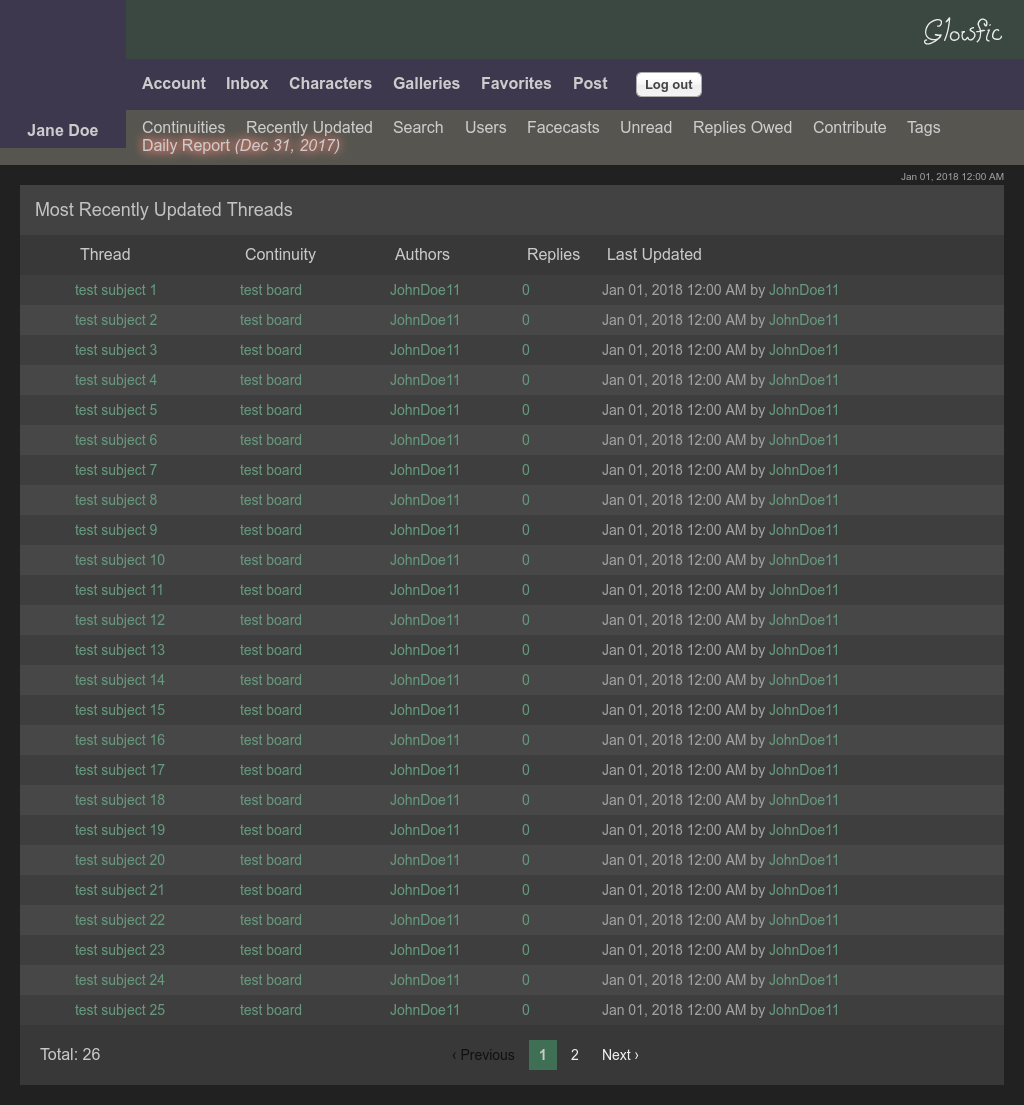 Glowfic
Account Inbox Characters Galleries Favorites Post Log out
Jane Doe
Continuities Recently Updated Search Users Facecasts Unread Replies Owed Contribute Tags
Daily Report (Dec 31, 2017)
Jan 01, 2018 12:00 AM
Most Recently Updated Threads
Thread Continuity Authors Replies Last Updated
test subject 1 test board JohnDoe11 0 Jan 01, 2018 12:00 AM by JohnDoe11
test subject 2 test board JohnDoe11 0 Jan 01, 2018 12:00 AM by JohnDoe11
test subject 3 test board JohnDoe11 0 Jan 01, 2018 12:00 AM by JohnDoe11
test subject 4 test board JohnDoe11 0 Jan 01, 2018 12:00 AM by JohnDoe11
test subject 5 test board JohnDoe11 0 Jan 01, 2018 12:00 AM by JohnDoe11
test subject 6 test board JohnDoe11 0 Jan 01, 2018 12:00 AM by JohnDoe11
test subject 7 test board JohnDoe11 0 Jan 01, 2018 12:00 AM by JohnDoe11
test subject 8 test board JohnDoe11 0 Jan 01, 2018 12:00 AM by JohnDoe11
test subject 9 test board JohnDoe11 0 Jan 01, 2018 12:00 AM by JohnDoe11
test subject 10 test board JohnDoe11 0 Jan 01, 2018 12:00 AM by JohnDoe11
test subject 11 test board JohnDoe11 0 Jan 01, 2018 12:00 AM by JohnDoe11
test subject 12 test board JohnDoe11 0 Jan 01, 2018 12:00 AM by JohnDoe11
test subject 13 test board JohnDoe11 0 Jan 01, 2018 12:00 AM by JohnDoe11
test subject 14 test board JohnDoe11 0 Jan 01, 2018 12:00 AM by JohnDoe11
test subject 15 test board JohnDoe11 0 Jan 01, 2018 12:00 AM by JohnDoe11
test subject 16 test board JohnDoe11 0 Jan 01, 2018 12:00 AM by JohnDoe11
test subject 17 test board JohnDoe11 0 Jan 01, 2018 12:00 AM by JohnDoe11
test subject 18 test board JohnDoe11 0 Jan 01, 2018 12:00 AM by JohnDoe11
test subject 19 test board JohnDoe11 0 Jan 01, 2018 12:00 AM by JohnDoe11
test subject 20 test board JohnDoe11 0 Jan 01, 2018 12:00 AM by JohnDoe11
test subject 21 test board JohnDoe11 0 Jan 01, 2018 12:00 AM by JohnDoe11
test subject 22 test board JohnDoe11 0 Jan 01, 2018 12:00 AM by JohnDoe11
test subject 23 test board JohnDoe11 0 Jan 01, 2018 12:00 AM by JohnDoe11
test subject 24 test board JohnDoe11 0 Jan 01, 2018 12:00 AM by JohnDoe11
test subject 25 test board JohnDoe11 0 Jan 01, 2018 12:00 AM by JohnDoe11
Total: 26 ‹ Previous 1 2 Next ›